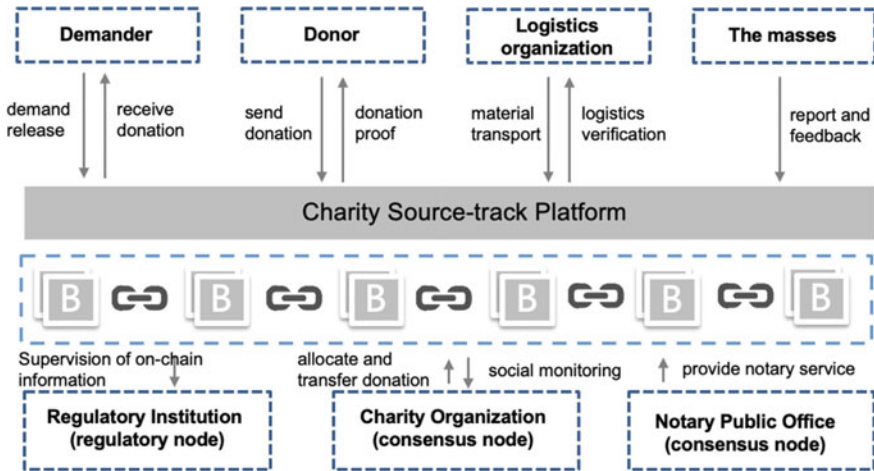 Demander
Donor
Logistics
organization
The masses
demand
release
receive
donation
send
donation
donation
proof
material
transport
logistics
verification
report and
feedback
Charity Source-track Platform
B B B B B B
Supervision of on-chain
information
allocate and
transfer donation
social monitoring
provide notary service
Regulatory Institution
(regulatory node)
Charity Organization
(consensus node)
Notary Public Office
(consensus node)